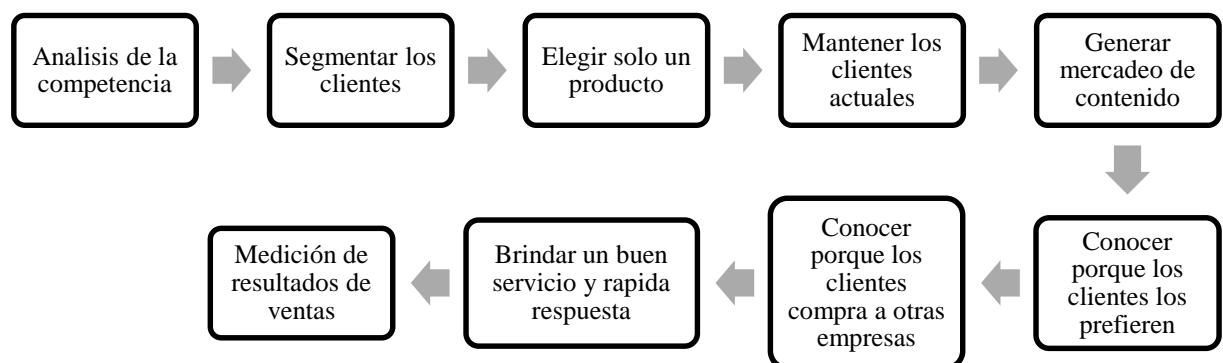 Analisis de la
competencia
Segmentar los
clientes
Elegir solo un
producto
Mantener los
clientes
actuales
Generar
mercadeo de
contenido
Conocer
porque los
clientes los
prefieren
Conocer
porque los
clientes
compra a otras
empresas
Brindar un buen
servicio y rapida
respuesta
Medición de
resultados de
ventas